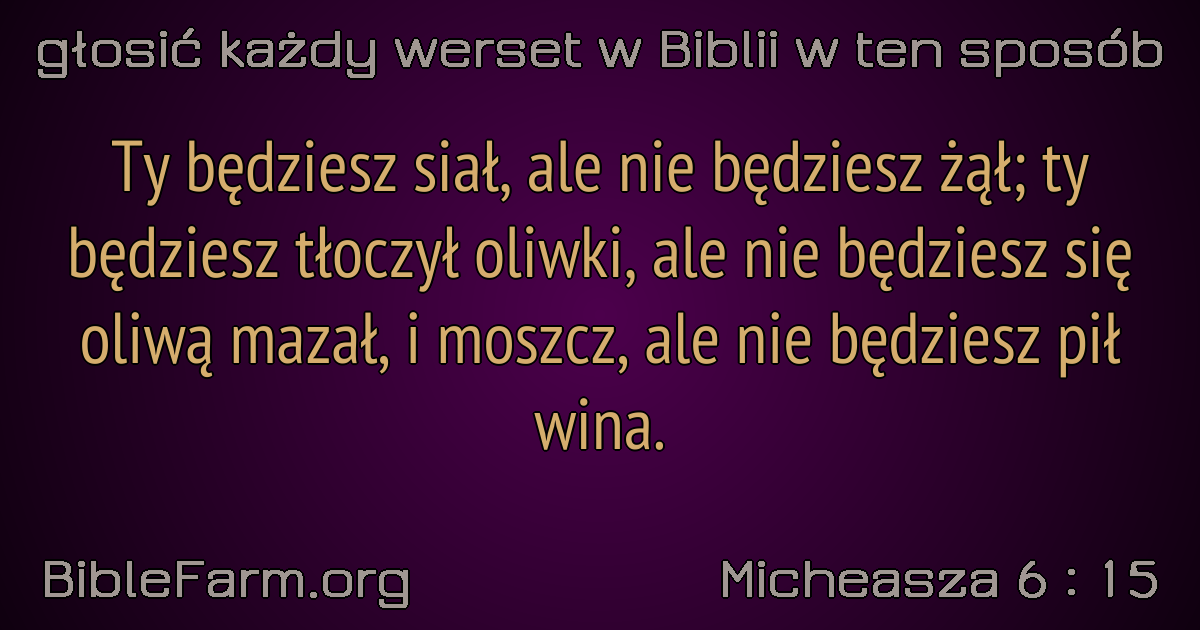 głosić każdy werset w Biblii w ten sposób
Ty będziesz siał, ale nie będziesz żął; ty
będziesz tłoczył oliwki, ale nie będziesz się
oliwą mazał, i moszcz, ale nie będziesz pił
wina.
BibleFarm.org
Micheasza 6 : 15